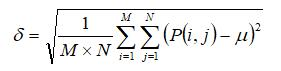 δ = √( 1/(M × N) ∑_{i=1}^{M} ∑_{j=1}^{N} (P(i, j) − μ)² )